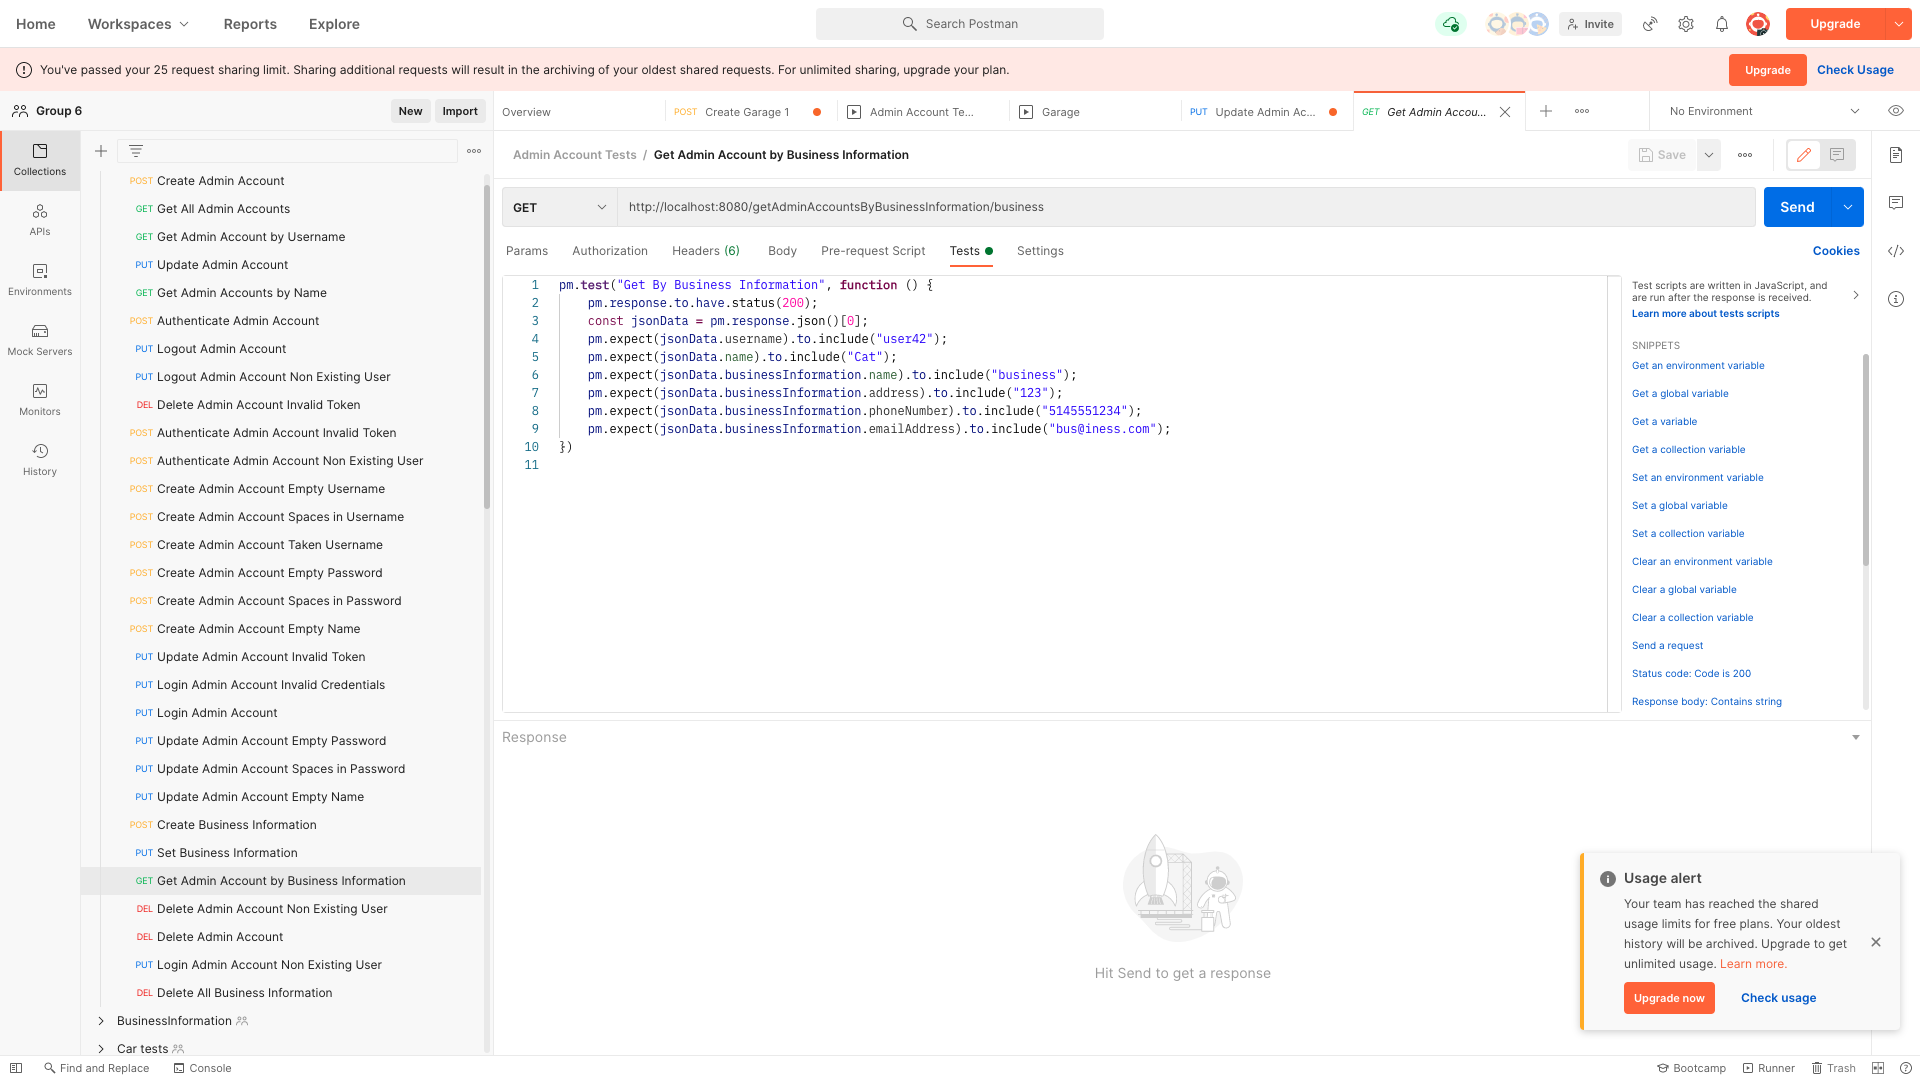 Home
Workspaces
Reports
Explore
Search Postman
Invite
Upgrade
You've passed your 25 request sharing limit. Sharing additional requests will result in the archiving of your oldest shared requests. For unlimited sharing, upgrade your plan.
Upgrade
Check Usage
Group 6
New
Import
Overview
POST Create Garage 1
Admin Account Te...
Garage
PUT Update Admin Ac...
GET Get Admin Accou...
No Environment
Collections
APIs
Environments
Mock Servers
Monitors
History
POST Create Admin Account
GET Get All Admin Accounts
GET Get Admin Account by Username
PUT Update Admin Account
GET Get Admin Accounts by Name
POST Authenticate Admin Account
PUT Logout Admin Account
PUT Logout Admin Account Non Existing User
DEL Delete Admin Account Invalid Token
POST Authenticate Admin Account Invalid Token
POST Authenticate Admin Account Non Existing User
POST Create Admin Account Empty Username
POST Create Admin Account Spaces in Username
POST Create Admin Account Taken Username
POST Create Admin Account Empty Password
POST Create Admin Account Spaces in Password
POST Create Admin Account Empty Name
PUT Update Admin Account Invalid Token
PUT Login Admin Account Invalid Credentials
PUT Login Admin Account
PUT Update Admin Account Empty Password
PUT Update Admin Account Spaces in Password
PUT Update Admin Account Empty Name
POST Create Business Information
PUT Set Business Information
GET Get Admin Account by Business Information
DEL Delete Admin Account Non Existing User
DEL Delete Admin Account
PUT Login Admin Account Non Existing User
DEL Delete All Business Information
BusinessInformation
Car tests
Admin Account Tests / Get Admin Account by Business Information
Save
GET
http://localhost:8080/getAdminAccountsByBusinessInformation/business
Send
Params
Authorization
Headers (6)
Body
Pre-request Script
Tests
Settings
Cookies
1 pm.test("Get By Business Information", function () {
2 pm.response.to.have.status(200);
3 const jsonData = pm.response.json()[0];
4 pm.expect(jsonData.username).to.include("user42");
5 pm.expect(jsonData.name).to.include("Cat");
6 pm.expect(jsonData.businessInformation.name).to.include("business");
7 pm.expect(jsonData.businessInformation.address).to.include("123");
8 pm.expect(jsonData.businessInformation.phoneNumber).to.include("5145551234");
9 pm.expect(jsonData.businessInformation.emailAddress).to.include("bus@iness.com");
10 })
11
Test scripts are written in JavaScript, and
are run after the response is received.
Learn more about tests scripts
SNIPPETS
Get an environment variable
Get a global variable
Get a variable
Get a collection variable
Set an environment variable
Set a global variable
Set a collection variable
Clear an environment variable
Clear a global variable
Clear a collection variable
Send a request
Status code: Code is 200
Response body: Contains string
Response
Hit Send to get a response
Usage alert
Your team has reached the shared
usage limits for free plans. Your oldest
history will be archived. Upgrade to get
unlimited usage. Learn more.
Upgrade now
Check usage
Find and Replace
Console
Bootcamp
Runner
Trash